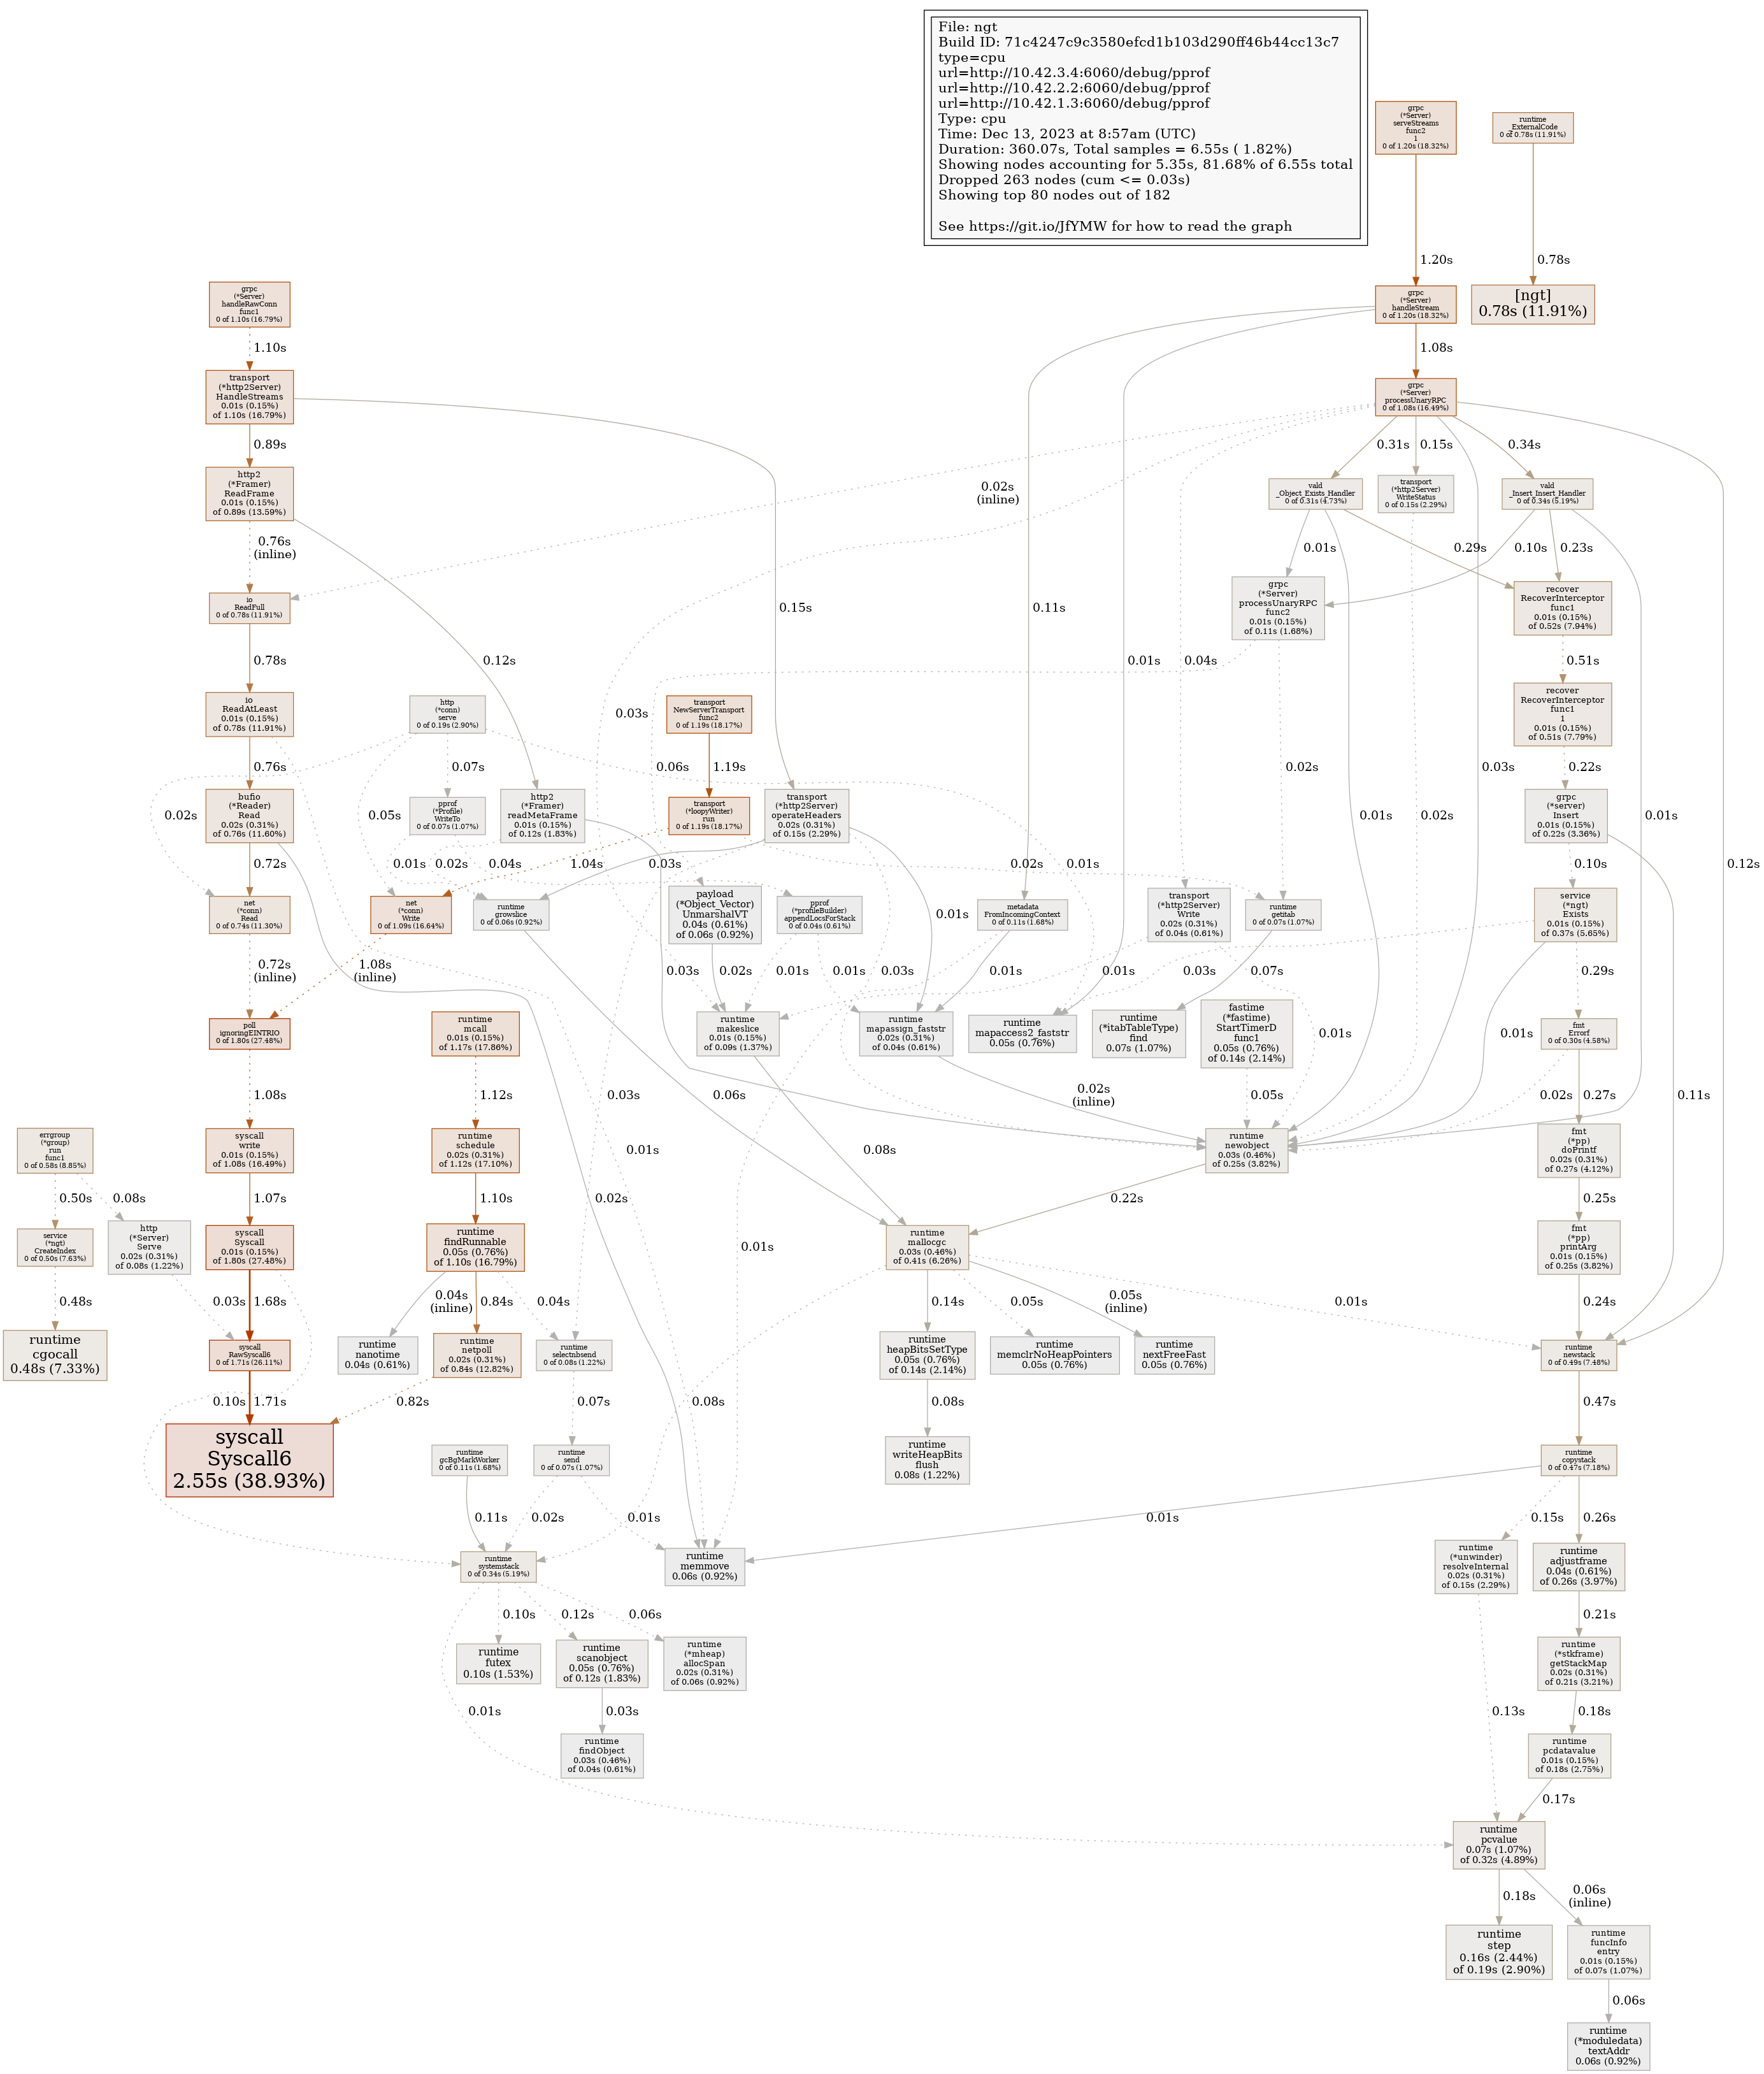 File: ngt
Build ID: 71c4247c9c3580efcd1b103d290ff46b44cc13c7
type=cpu
url=http://10.42.3.4:6060/debug/pprof
url=http://10.42.2.2:6060/debug/pprof
url=http://10.42.1.3:6060/debug/pprof
Type: cpu
Time: Dec 13, 2023 at 8:57am (UTC)
Duration: 360.07s, Total samples = 6.55s ( 1.82%)
Showing nodes accounting for 5.35s, 81.68% of 6.55s total
Dropped 263 nodes (cum <= 0.03s)
Showing top 80 nodes out of 182
See https://git.io/JfYMW for how to read the graph
grpc
(*Server)
serveStreams
func2
1
0 of 1.20s (18.32%)
runtime
_ExternalCode
0 of 0.78s (11.91%)
1.20s
0.78s
grpc
(*Server)
handleRawConn
func1
0 of 1.10s (16.79%)
grpc
(*Server)
handleStream
0 of 1.20s (18.32%)
[ngt]
0.78s (11.91%)
1.10s
1.08s
transport
(*http2Server)
HandleStreams
0.01s (0.15%)
of 1.10s (16.79%)
grpc
(*Server)
processUnaryRPC
0 of 1.08s (16.49%)
0.89s
0.31s
0.15s
0.34s
http2
(*Framer)
ReadFrame
0.01s (0.15%)
of 0.89s (13.59%)
0.02s
(inline)
vald
_Object_Exists_Handler
0 of 0.31s (4.73%)
transport
(*http2Server)
WriteStatus
0 of 0.15s (2.29%)
vald
_Insert_Insert_Handler
0 of 0.34s (5.19%)
0.76s
(inline)
0.01s
0.29s
0.10s
0.23s
io
ReadFull
0 of 0.78s (11.91%)
0.15s
0.11s
grpc
(*Server)
processUnaryRPC
func2
0.01s (0.15%)
of 0.11s (1.68%)
recover
RecoverInterceptor
func1
0.01s (0.15%)
of 0.52s (7.94%)
0.78s
0.12s
0.01s
0.04s
0.51s
io
ReadAtLeast
0.01s (0.15%)
of 0.78s (11.91%)
http
(*conn)
serve
0 of 0.19s (2.90%)
0.03s
transport
NewServerTransport
func2
0 of 1.19s (18.17%)
recover
RecoverInterceptor
func1
1
0.01s (0.15%)
of 0.51s (7.79%)
0.76s
0.07s
0.06s
1.19s
0.02s
0.03s
0.22s
bufio
(*Reader)
Read
0.02s (0.31%)
of 0.76s (11.60%)
0.02s
0.05s
pprof
(*Profile)
WriteTo
0 of 0.07s (1.07%)
http2
(*Framer)
readMetaFrame
0.01s (0.15%)
of 0.12s (1.83%)
transport
(*loopyWriter)
run
0 of 1.19s (18.17%)
transport
(*http2Server)
operateHeaders
0.02s (0.31%)
of 0.15s (2.29%)
0.01s
0.02s
grpc
(*server)
Insert
0.01s (0.15%)
of 0.22s (3.36%)
0.01s
0.72s
0.01s
0.02s
0.04s
1.04s
0.03s
0.02s
0.01s
0.10s
0.12s
net
(*conn)
Read
0 of 0.74s (11.30%)
net
(*conn)
Write
0 of 1.09s (16.64%)
runtime
growslice
0 of 0.06s (0.92%)
payload
(*Object_Vector)
UnmarshalVT
0.04s (0.61%)
of 0.06s (0.92%)
pprof
(*profileBuilder)
appendLocsForStack
0 of 0.04s (0.61%)
0.01s
metadata
FromIncomingContext
0 of 0.11s (1.68%)
transport
(*http2Server)
Write
0.02s (0.31%)
of 0.04s (0.61%)
runtime
getitab
0 of 0.07s (1.07%)
service
(*ngt)
Exists
0.01s (0.15%)
of 0.37s (5.65%)
0.72s
(inline)
1.08s
(inline)
0.03s
0.02s
0.01s
0.01s
0.03s
0.01s
0.01s
0.03s
0.07s
0.29s
poll
ignoringEINTRIO
0 of 1.80s (27.48%)
runtime
mcall
0.01s (0.15%)
of 1.17s (17.86%)
runtime
makeslice
0.01s (0.15%)
of 0.09s (1.37%)
runtime
mapassign_faststr
0.02s (0.31%)
of 0.04s (0.61%)
runtime
mapaccess2_faststr
0.05s (0.76%)
runtime
(*itabTableType)
find
0.07s (1.07%)
fastime
(*fastime)
StartTimerD
func1
0.05s (0.76%)
of 0.14s (2.14%)
0.01s
0.01s
fmt
Errorf
0 of 0.30s (4.58%)
1.08s
1.12s
0.03s
0.06s
0.02s
(inline)
0.05s
0.02s
0.27s
0.11s
errgroup
(*group)
run
func1
0 of 0.58s (8.85%)
syscall
write
0.01s (0.15%)
of 1.08s (16.49%)
runtime
schedule
0.02s (0.31%)
of 1.12s (17.10%)
0.01s
0.08s
runtime
newobject
0.03s (0.46%)
of 0.25s (3.82%)
fmt
(*pp)
doPrintf
0.02s (0.31%)
of 0.27s (4.12%)
0.50s
0.08s
1.07s
1.10s
0.02s
0.22s
0.25s
service
(*ngt)
CreateIndex
0 of 0.50s (7.63%)
http
(*Server)
Serve
0.02s (0.31%)
of 0.08s (1.22%)
syscall
Syscall
0.01s (0.15%)
of 1.80s (27.48%)
runtime
findRunnable
0.05s (0.76%)
of 1.10s (16.79%)
0.01s
runtime
mallocgc
0.03s (0.46%)
of 0.41s (6.26%)
fmt
(*pp)
printArg
0.01s (0.15%)
of 0.25s (3.82%)
0.48s
0.03s
1.68s
0.04s
(inline)
0.84s
0.04s
0.14s
0.05s
0.05s
(inline)
0.01s
0.24s
runtime
cgocall
0.48s (7.33%)
syscall
RawSyscall6
0 of 1.71s (26.11%)
runtime
nanotime
0.04s (0.61%)
runtime
netpoll
0.02s (0.31%)
of 0.84s (12.82%)
runtime
selectnbsend
0 of 0.08s (1.22%)
runtime
heapBitsSetType
0.05s (0.76%)
of 0.14s (2.14%)
runtime
memclrNoHeapPointers
0.05s (0.76%)
runtime
nextFreeFast
0.05s (0.76%)
runtime
newstack
0 of 0.49s (7.48%)
0.10s
1.71s
0.82s
0.07s
0.08s
0.08s
0.47s
syscall
Syscall6
2.55s (38.93%)
runtime
gcBgMarkWorker
0 of 0.11s (1.68%)
runtime
send
0 of 0.07s (1.07%)
runtime
writeHeapBits
flush
0.08s (1.22%)
runtime
copystack
0 of 0.47s (7.18%)
0.11s
0.02s
0.01s
0.01s
0.15s
0.26s
runtime
systemstack
0 of 0.34s (5.19%)
runtime
memmove
0.06s (0.92%)
runtime
(*unwinder)
resolveInternal
0.02s (0.31%)
of 0.15s (2.29%)
runtime
adjustframe
0.04s (0.61%)
of 0.26s (3.97%)
0.10s
0.12s
0.06s
0.21s
runtime
futex
0.10s (1.53%)
runtime
scanobject
0.05s (0.76%)
of 0.12s (1.83%)
runtime
(*mheap)
allocSpan
0.02s (0.31%)
of 0.06s (0.92%)
runtime
(*stkframe)
getStackMap
0.02s (0.31%)
of 0.21s (3.21%)
0.01s
0.03s
0.13s
0.18s
runtime
findObject
0.03s (0.46%)
of 0.04s (0.61%)
runtime
pcdatavalue
0.01s (0.15%)
of 0.18s (2.75%)
0.17s
runtime
pcvalue
0.07s (1.07%)
of 0.32s (4.89%)
0.18s
0.06s
(inline)
runtime
step
0.16s (2.44%)
of 0.19s (2.90%)
runtime
funcInfo
entry
0.01s (0.15%)
of 0.07s (1.07%)
0.06s
runtime
(*moduledata)
textAddr
0.06s (0.92%)